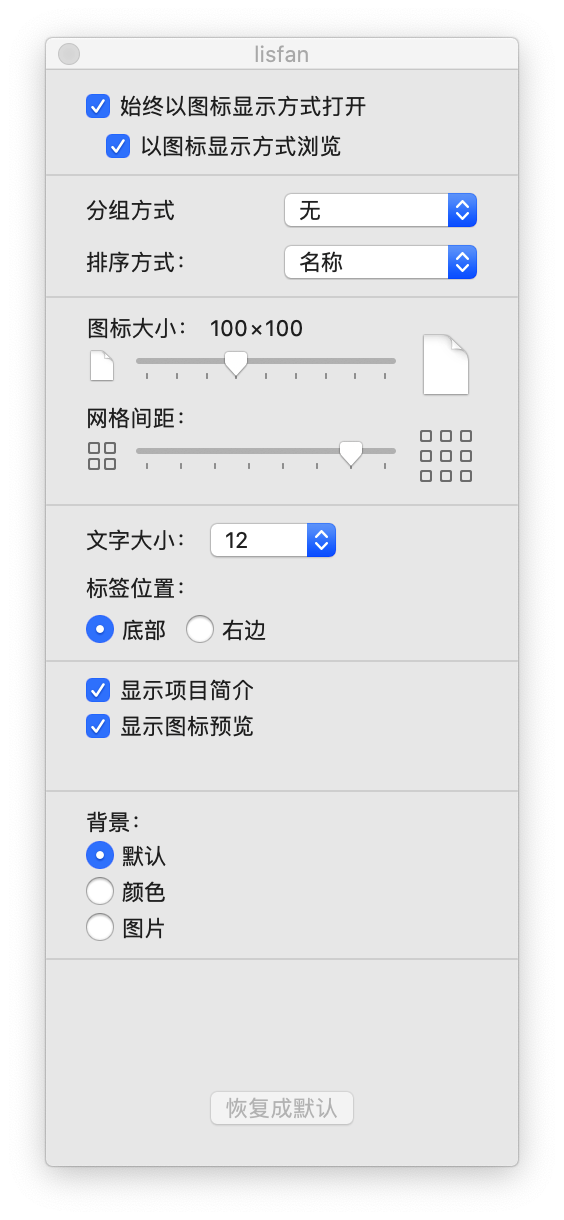 lisfan
始终以图标显示方式打开
以图标显示方式浏览
分组方式 无
排序方式： 名称
图标大小： 100×100
网格间距：
文字大小： 12
标签位置：
底部 右边
显示项目简介
显示图标预览
背景：
默认
颜色
图片
恢复成默认